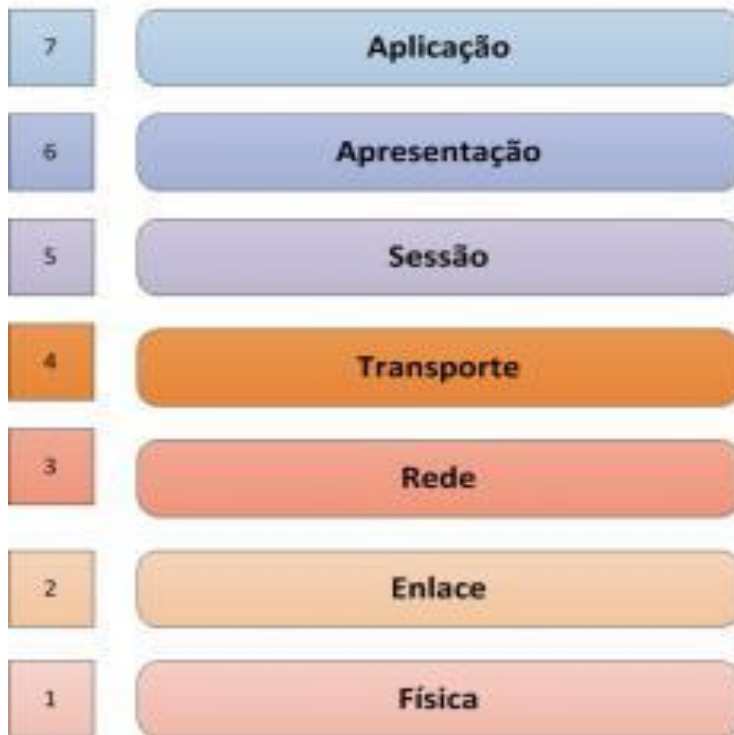 7 Aplicação
6 Apresentação
5 Sessão
4 Transporte
3 Rede
2 Enlace
1 Física